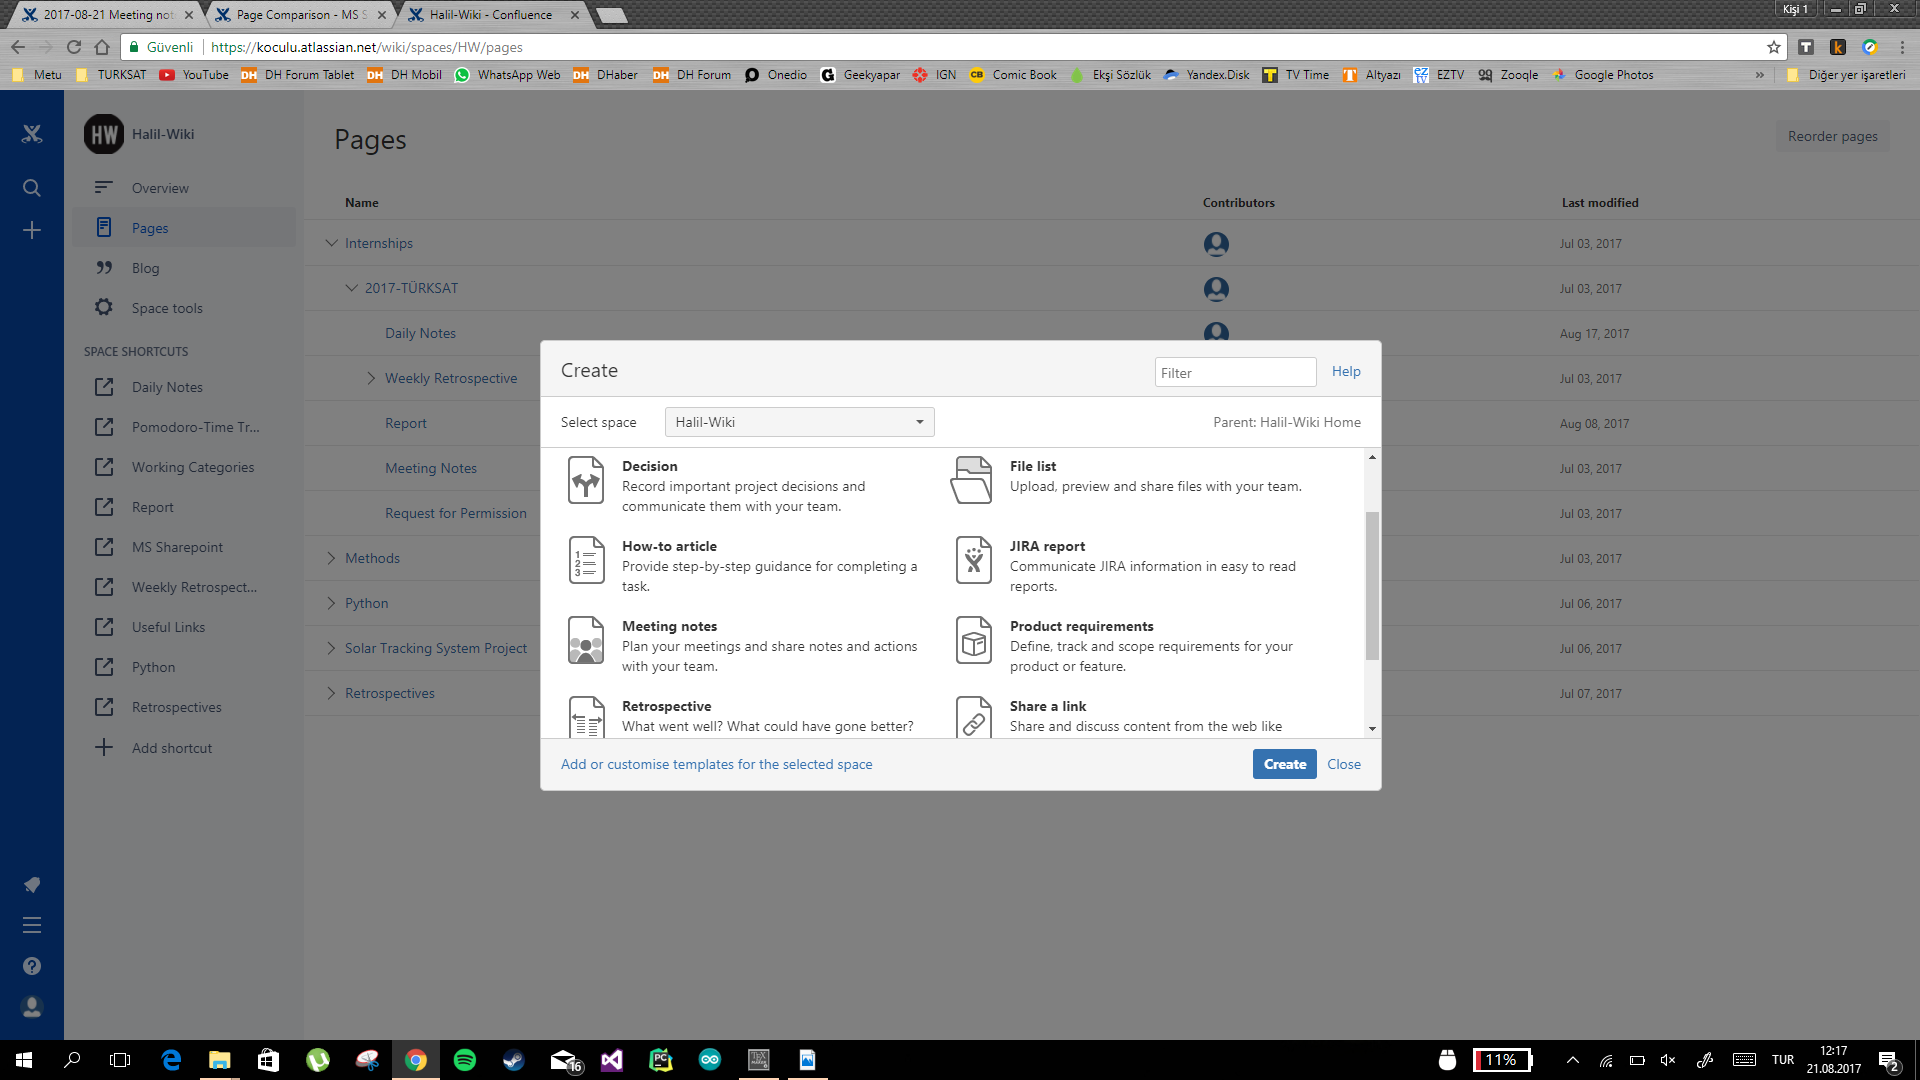 2017-08-21 Meeting not
Page Comparison - MS S
Halil-Wiki - Confluence
Kişi 1
Güvenli
https://koculu.atlassian.net/wiki/spaces/HW/pages
Metu
TURKSAT
YouTube
DH Forum Tablet
DH Mobil
WhatsApp Web
DHaber
DH Forum
Onedio
Geekyapar
IGN
Comic Book
Ekşi Sözlük
Yandex.Disk
TV Time
Altyazı
EZTV
Zooqle
Google Photos
»
Diğer yer işaretleri
HW
Halil-Wiki
Overview
Pages
Blog
Space tools
SPACE SHORTCUTS
Daily Notes
Pomodoro-Time Tr...
Working Categories
Report
MS Sharepoint
Weekly Retrospect...
Useful Links
Python
Retrospectives
Add shortcut
Pages
Reorder pages
Name
Contributors
Last modified
Internships
Jul 03, 2017
2017-TÜRKSAT
Jul 03, 2017
Daily Notes
Aug 17, 2017
Weekly Retrospective
Jul 03, 2017
Report
Aug 08, 2017
Meeting Notes
Jul 03, 2017
Request for Permission
Jul 03, 2017
Methods
Jul 03, 2017
Python
Jul 06, 2017
Solar Tracking System Project
Jul 06, 2017
Retrospectives
Jul 07, 2017
Create
Filter
Help
Select space
Halil-Wiki
Parent: Halil-Wiki Home
Decision
Record important project decisions and
communicate them with your team.
File list
Upload, preview and share files with your team.
How-to article
Provide step-by-step guidance for completing a
task.
JIRA report
Communicate JIRA information in easy to read
reports.
Meeting notes
Plan your meetings and share notes and actions
with your team.
Product requirements
Define, track and scope requirements for your
product or feature.
Retrospective
What went well? What could have gone better?
Share a link
Share and discuss content from the web like
Add or customise templates for the selected space
Create
Close
16
11%
TUR
12:17
21.08.2017
2